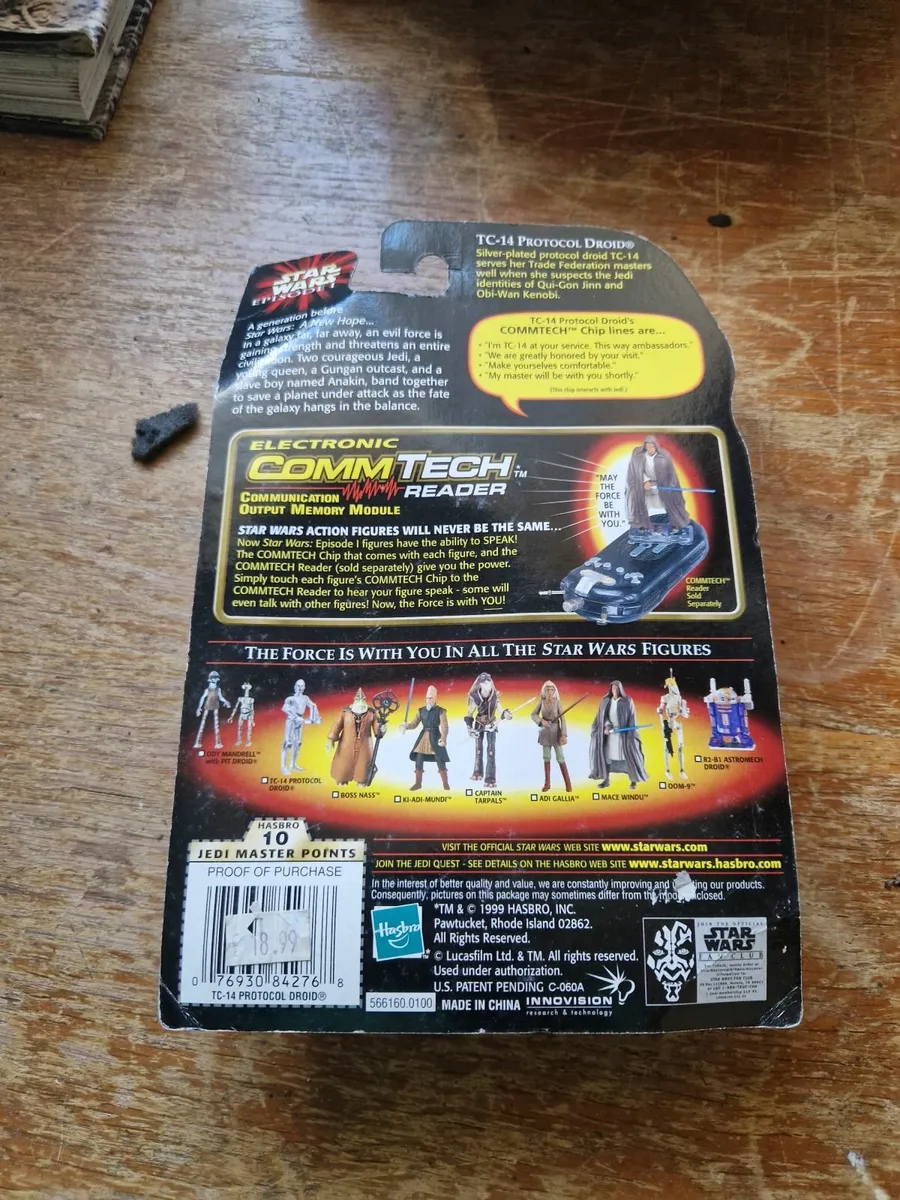 STAR
WARS
EPISODE I
A generation before
Star Wars: A New Hope...
In a galaxy far, far away, an evil force is
gaining strength and threatens an entire
civilization. Two courageous Jedi, a
young queen, a Gungan outcast, and a
slave boy named Anakin, band together
to save a planet under attack as the fate
of the galaxy hangs in the balance.
TC-14 PROTOCOL DROID®
Silver-plated protocol droid TC-14
serves her Trade Federation masters
well when she suspects the Jedi
identities of Qui-Gon Jinn and
Obi-Wan Kenobi.
TC-14 Protocol Droid's
COMMTECH™ Chip lines are...
• "I'm TC-14 at your service. This way ambassadors."
• "We are greatly honored by your visit."
• "Make yourselves comfortable."
• "My master will be with you shortly."
(This chip interacts with Jedi.)
ELECTRONIC
COMMTECH™
READER
COMMUNICATION
OUTPUT MEMORY MODULE
STAR WARS ACTION FIGURES WILL NEVER BE THE SAME...
Now Star Wars: Episode I figures have the ability to SPEAK!
The COMMTECH Chip that comes with each figure, and the
COMMTECH Reader (sold separately) give you the power.
Simply touch each figure's COMMTECH Chip to the
COMMTECH Reader to hear your figure speak - some will
even talk with other figures! Now, the Force is with YOU!
"MAY
THE
FORCE
BE
WITH
YOU."
COMMTECH™
Reader
Sold
Separately
THE FORCE IS WITH YOU IN ALL THE STAR WARS FIGURES
ODY MANDRELL™
with PIT DROID®
TC-14 PROTOCOL
DROID®
BOSS NASS™
KI-ADI-MUNDI™
CAPTAIN
TARPALS™
ADI GALLIA™
MACE WINDU™
OOM-9™
R2-B1 ASTROMECH
DROID®
HASBRO
10
JEDI MASTER POINTS
PROOF OF PURCHASE
18.99
0 76930 84276 8
TC-14 PROTOCOL DROID®
VISIT THE OFFICIAL STAR WARS WEB SITE www.starwars.com
JOIN THE JEDI QUEST - SEE DETAILS ON THE HASBRO WEB SITE www.starwars.hasbro.com
In the interest of better quality and value, we are constantly improving and our products.
Consequently, pictures on this package may sometimes differ from the enclosed.
Hasbro™
®*TM & © 1999 HASBRO, INC.
Pawtucket, Rhode Island 02862.
All Rights Reserved.
© Lucasfilm Ltd. & TM. All rights reserved.
Used under authorization.
U.S. PATENT PENDING C-060A
566160.0100 MADE IN CHINA
INNOVISION
research & technology
JOIN THE OFFICIAL
STAR
WARS
FAN CLUB